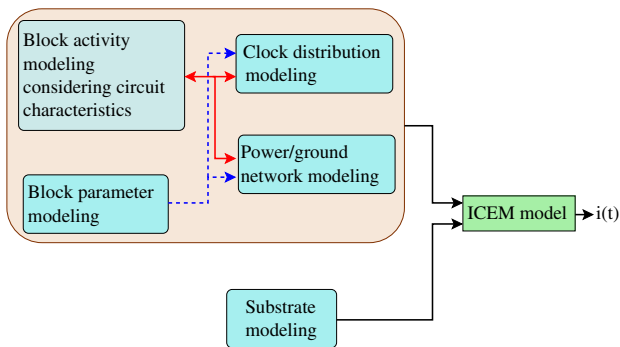 Block activity
modeling
considering circuit
characteristics
Clock distribution
modeling
Power/ground
network modeling
Block parameter
modeling
ICEM model
i(t)
Substrate
modeling